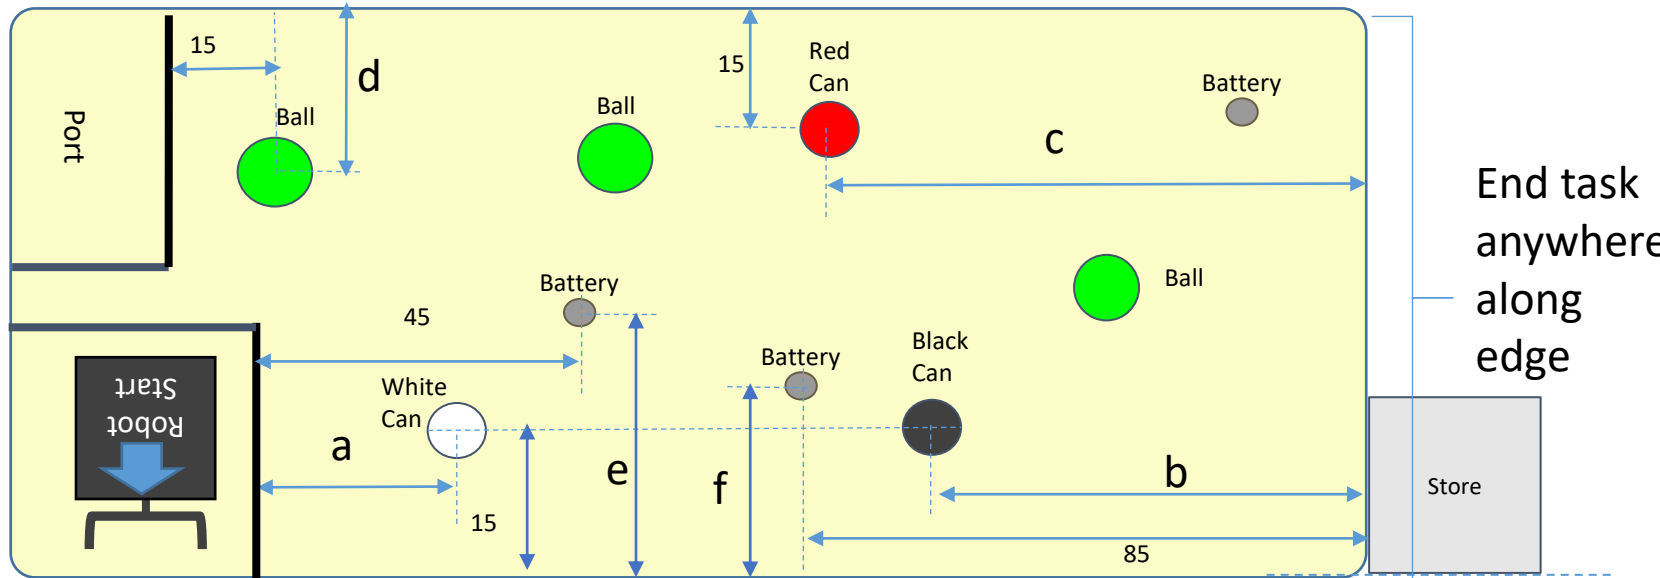 15
d
15
Red
Can
Battery
Port
Ball
Ball
c
End task
anywhere
along
edge
Ball
Battery
45
Battery
Black
Can
Robot
Start
White
Can
a
e
f
b
Store
15
85